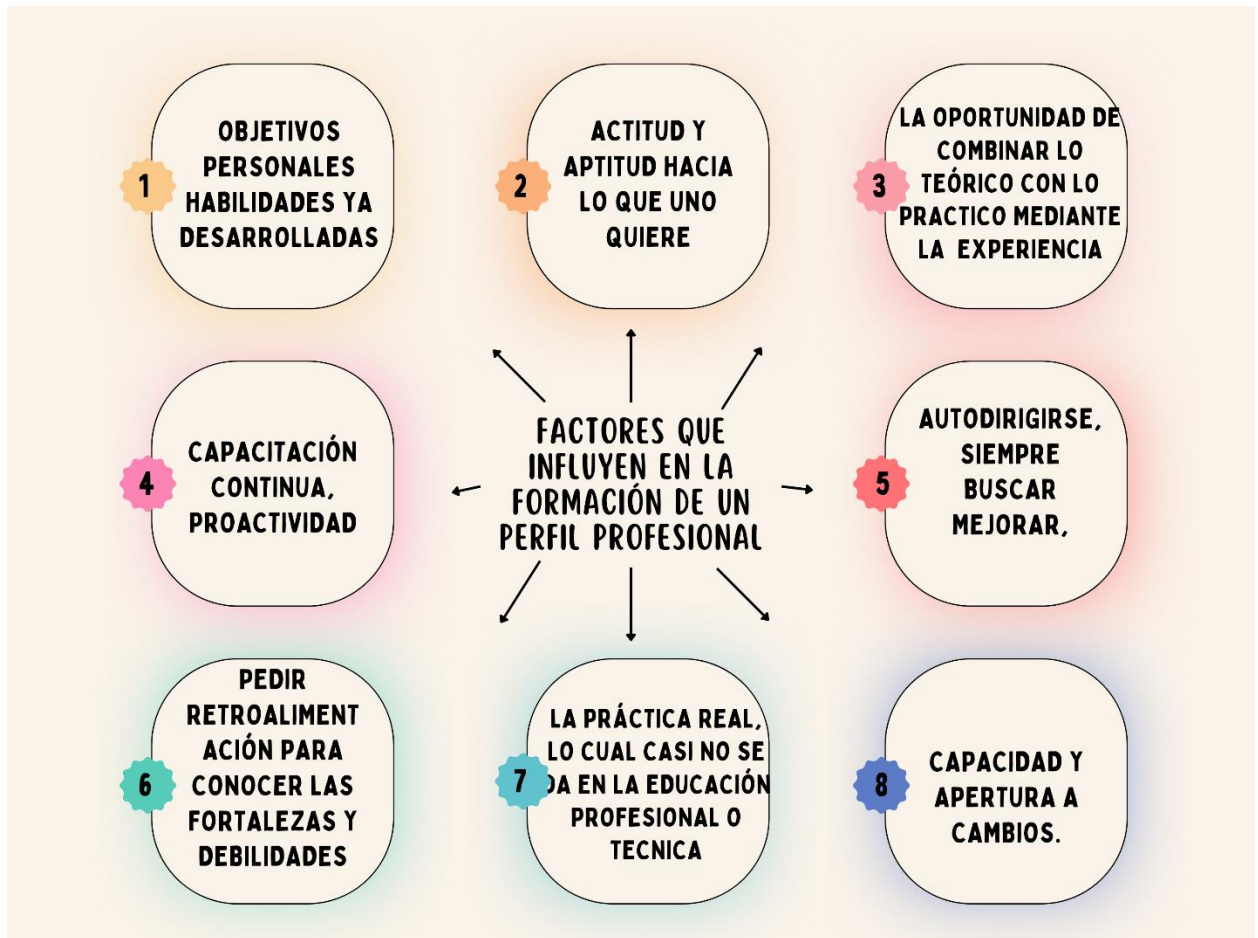 1
OBJETIVOS
PERSONALES
HABILIDADES YA
DESARROLLADAS
2
ACTITUD Y
APTITUD HACIA
LO QUE UNO
QUIERE
3
LA OPORTUNIDAD DE
COMBINAR LO
TEÓRICO CON LO
PRACTICO MEDIANTE
LA EXPERIENCIA
FACTORES QUE
INFLUYEN EN LA
FORMACIÓN DE UN
PERFIL PROFESIONAL
4
CAPACITACIÓN
CONTINUA,
PROACTIVIDAD
5
AUTODIRIGIRSE,
SIEMPRE
BUSCAR
MEJORAR,
6
PEDIR
RETROALIMENT
ACIÓN PARA
CONOCER LAS
FORTALEZAS Y
DEBILIDADES
7
LA PRÁCTICA REAL,
LO CUAL CASI NO SE
DA EN LA EDUCACIÓN
PROFESIONAL O
TECNICA
8
CAPACIDAD Y
APERTURA A
CAMBIOS.